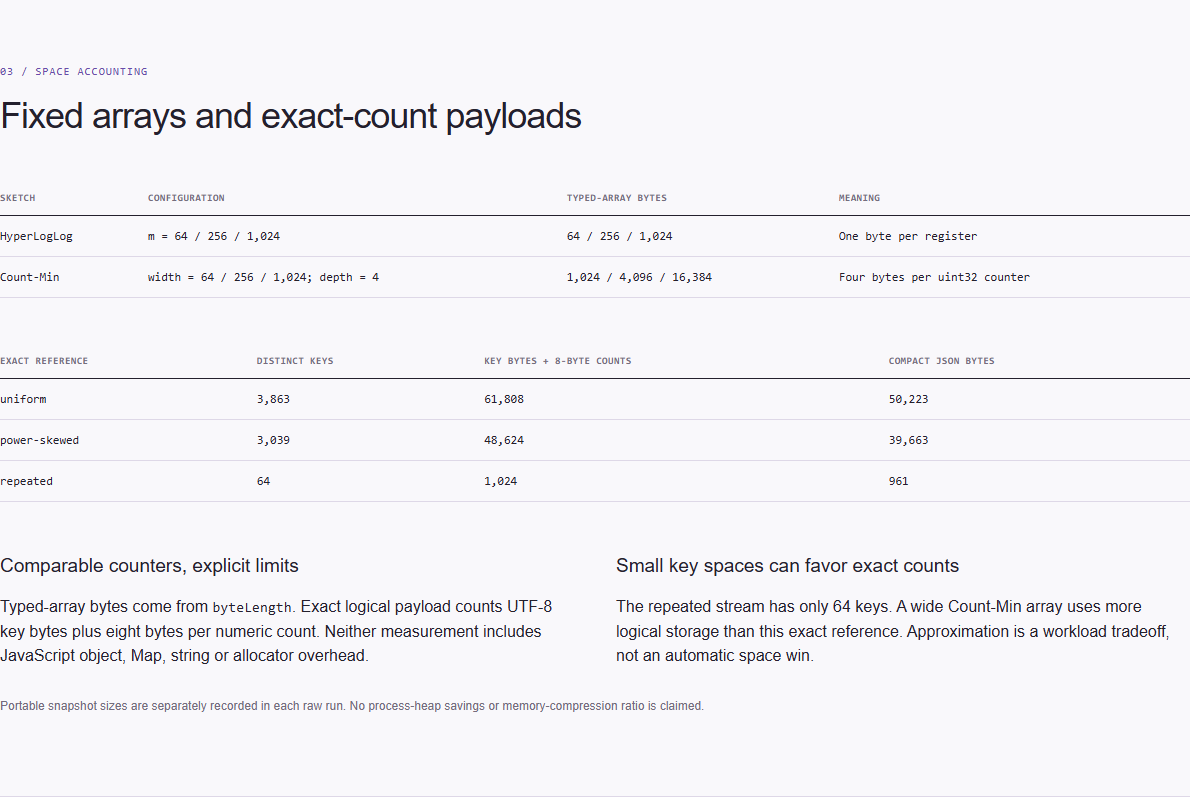 03 / SPACE ACCOUNTING
Fixed arrays and exact-count payloads
SKETCH CONFIGURATION TYPED-ARRAY BYTES MEANING
HyperLogLog m = 64 / 256 / 1,024 64 / 256 / 1,024 One byte per register
Count-Min width = 64 / 256 / 1,024; depth = 4 1,024 / 4,096 / 16,384 Four bytes per uint32 counter
EXACT REFERENCE DISTINCT KEYS KEY BYTES + 8-BYTE COUNTS COMPACT JSON BYTES
uniform 3,863 61,808 50,223
power-skewed 3,039 48,624 39,663
repeated 64 1,024 961
Comparable counters, explicit limits
Typed-array bytes come from byteLength. Exact logical payload counts UTF-8
key bytes plus eight bytes per numeric count. Neither measurement includes
JavaScript object, Map, string or allocator overhead.
Small key spaces can favor exact counts
The repeated stream has only 64 keys. A wide Count-Min array uses more
logical storage than this exact reference. Approximation is a workload tradeoff,
not an automatic space win.
Portable snapshot sizes are separately recorded in each raw run. No process-heap savings or memory-compression ratio is claimed.